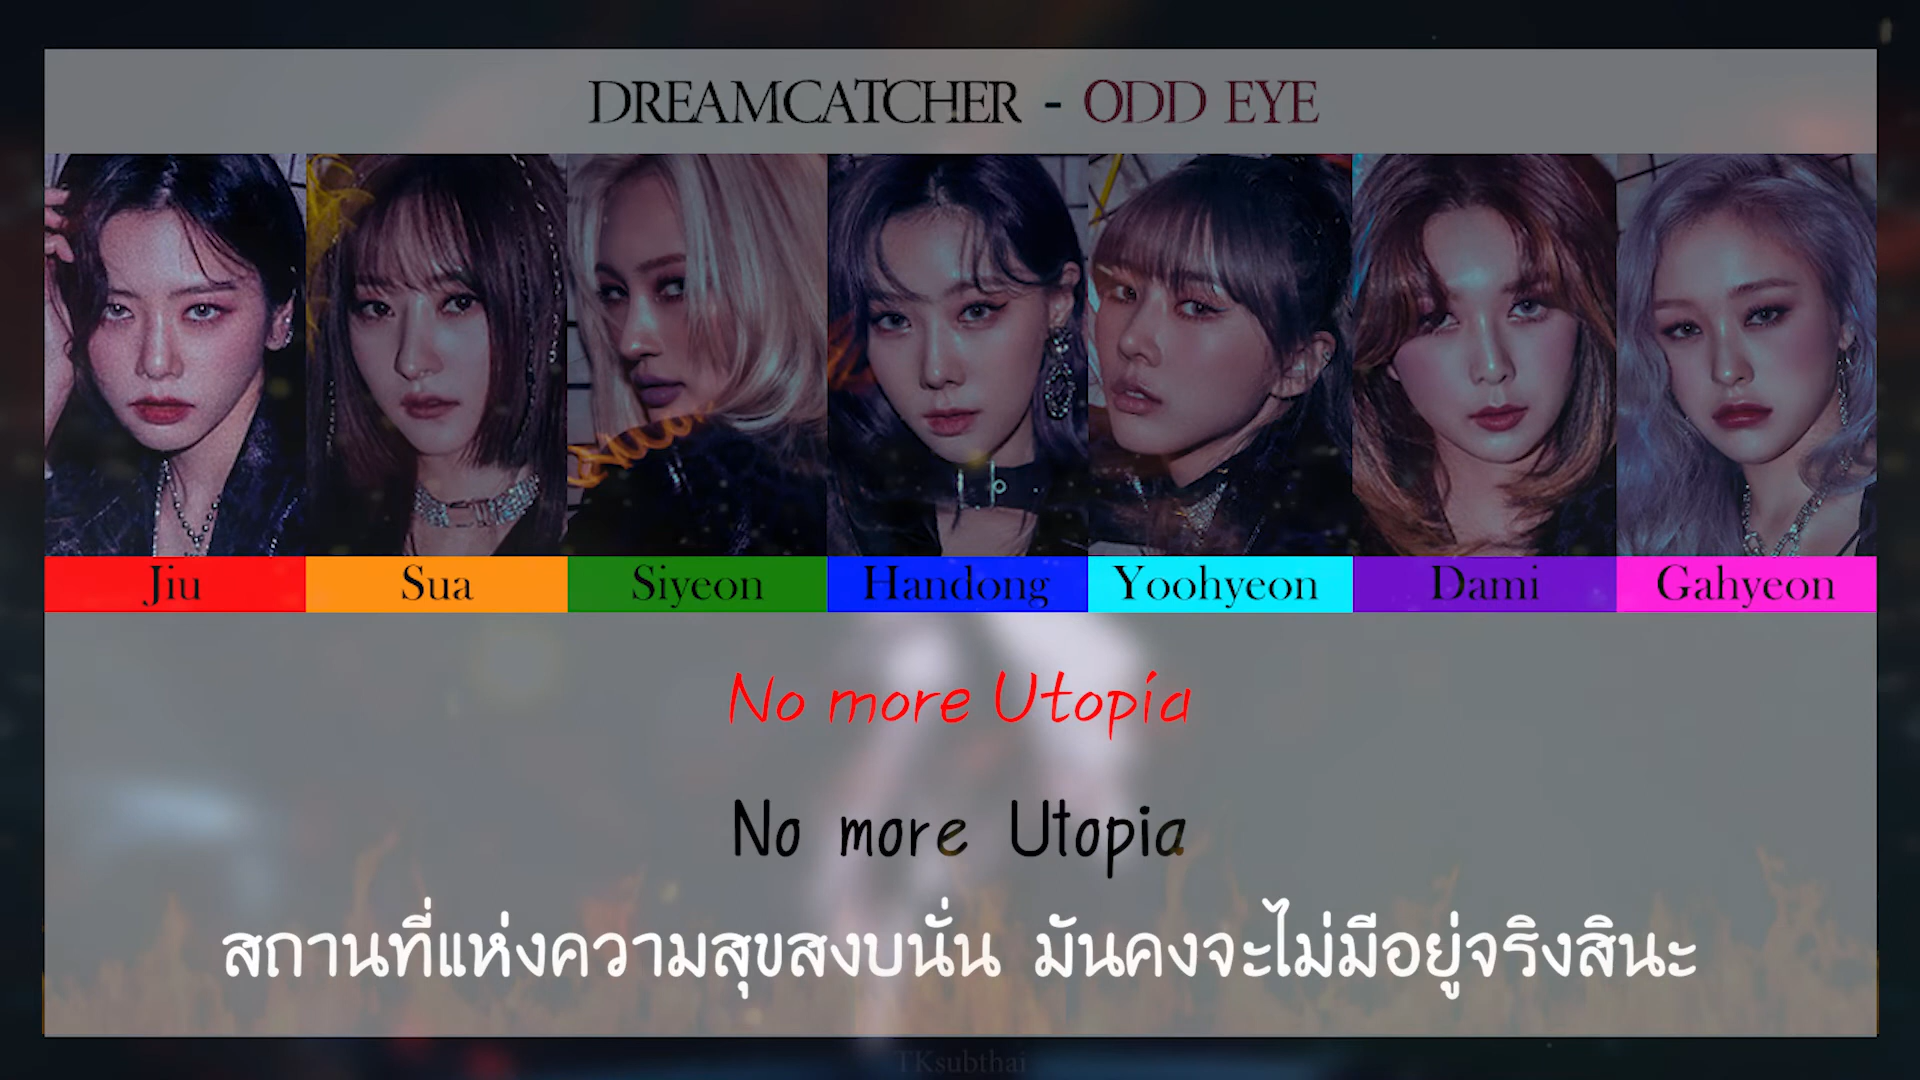 DREAMCATCHER - ODD EYE
Jiu Sua Siyeon Handong Yoohyeon Dami Gahyeon
No more Utopia
No more Utopia
สถานที่แห่งความสุขสงบนั่น มันคงจะไม่มีอยู่จริงสินะ
TKsubthai